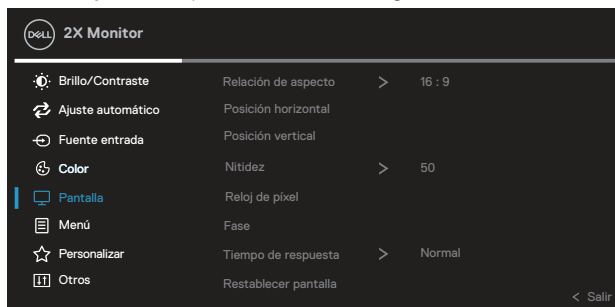 DELL 2X Monitor
Brillo/Contraste Relación de aspecto > 16 : 9
Ajuste automático Posición horizontal
Fuente entrada Posición vertical
Color Nitidez > 50
Pantalla Reloj de píxel
Menú Fase
Personalizar Tiempo de respuesta > Normal
Otros Restablecer pantalla
< Salir